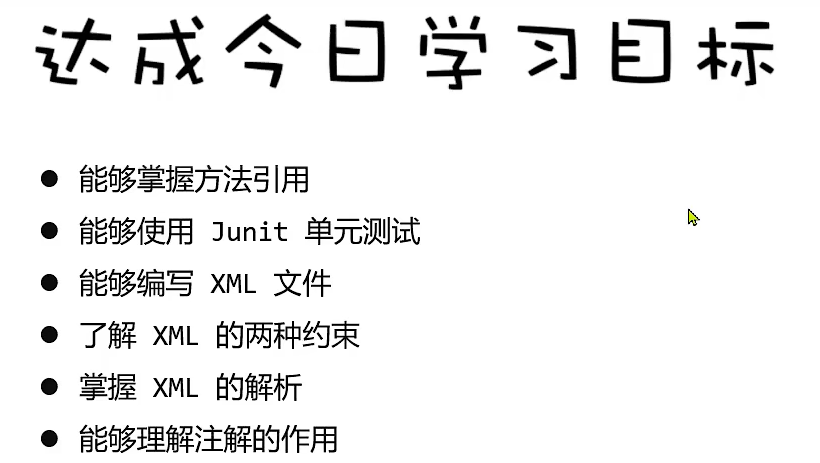 达成今日学习目标
● 能够掌握方法引用
● 能够使用 Junit 单元测试
● 能够编写 XML 文件
● 了解 XML 的两种约束
● 掌握 XML 的解析
● 能够理解注解的作用